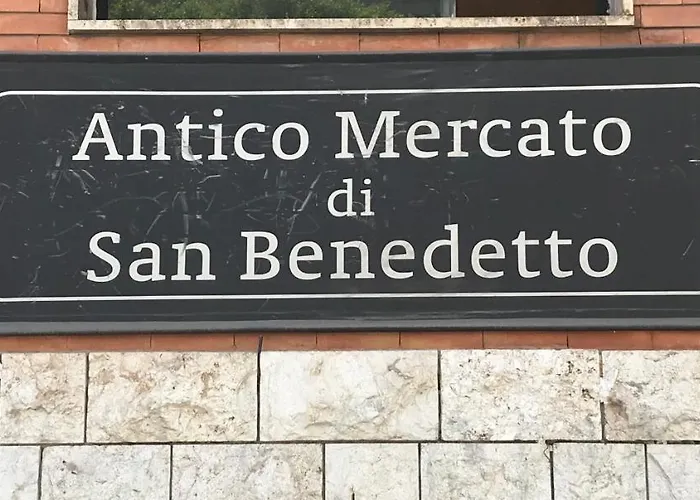 Antico Mercato
di
San Benedetto